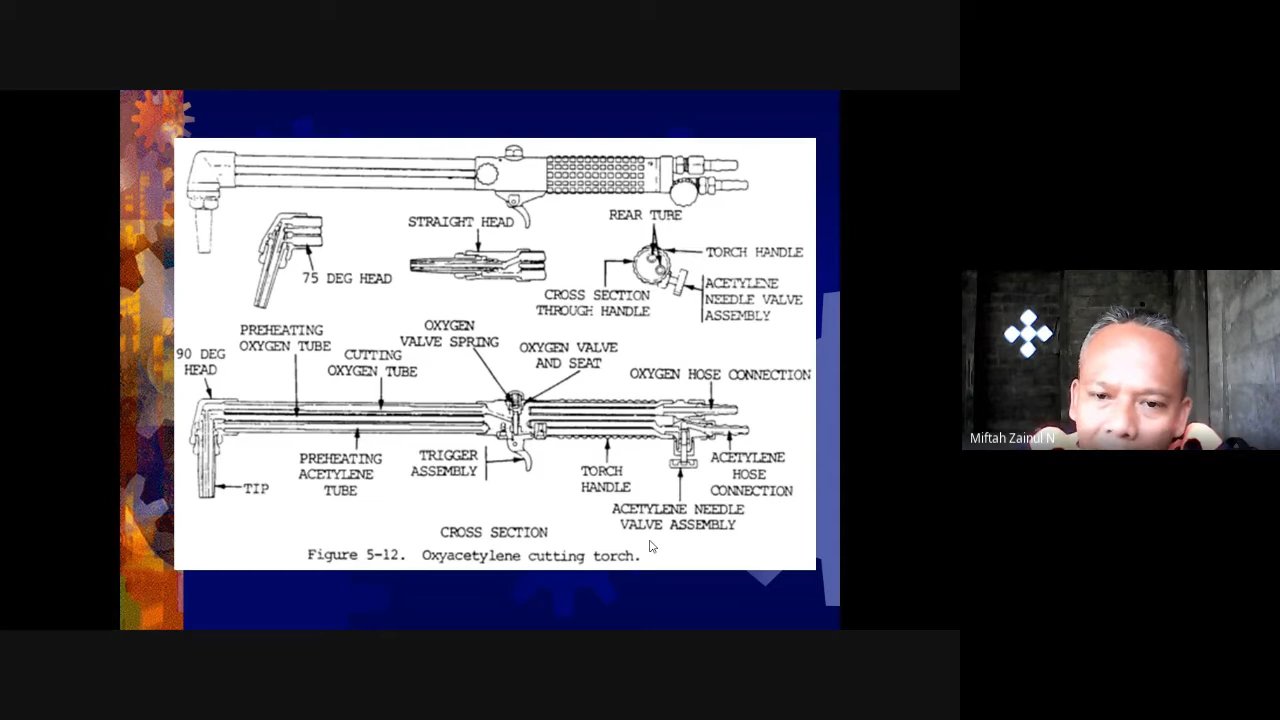 REAR TUBE
STRAIGHT HEAD
TORCH HANDLE
75 DEG HEAD
ACETYLENE
NEEDLE VALVE
ASSEMBLY
CROSS SECTION
THROUGH HANDLE
PREHEATING
OXYGEN TUBE
OXYGEN
VALVE SPRING
90 DEG
HEAD
CUTTING
OXYGEN TUBE
OXYGEN VALVE
AND SEAT
OXYGEN HOSE CONNECTION
PREHEATING
ACETYLENE
TUBE
TRIGGER
ASSEMBLY
TORCH
HANDLE
ACETYLENE
HOSE
CONNECTION
TIP
ACETYLENE NEEDLE
VALVE ASSEMBLY
CROSS SECTION
Figure 5-12. Oxyacetylene cutting torch.
Miftah Zainul N